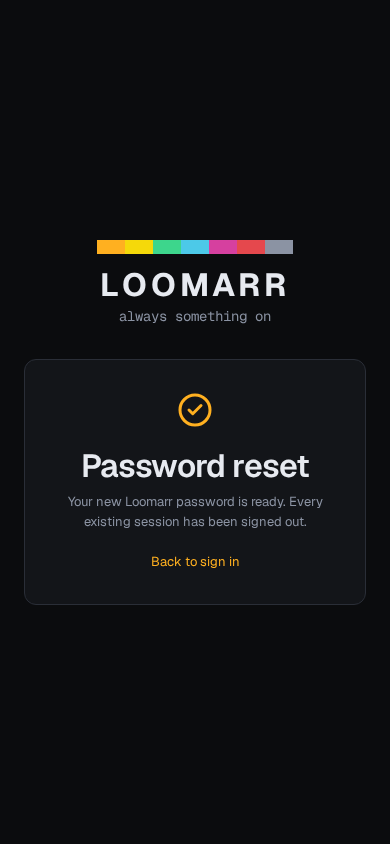 LOOMARR
always something on
Password reset
Your new Loomarr password is ready. Every
existing session has been signed out.
Back to sign in